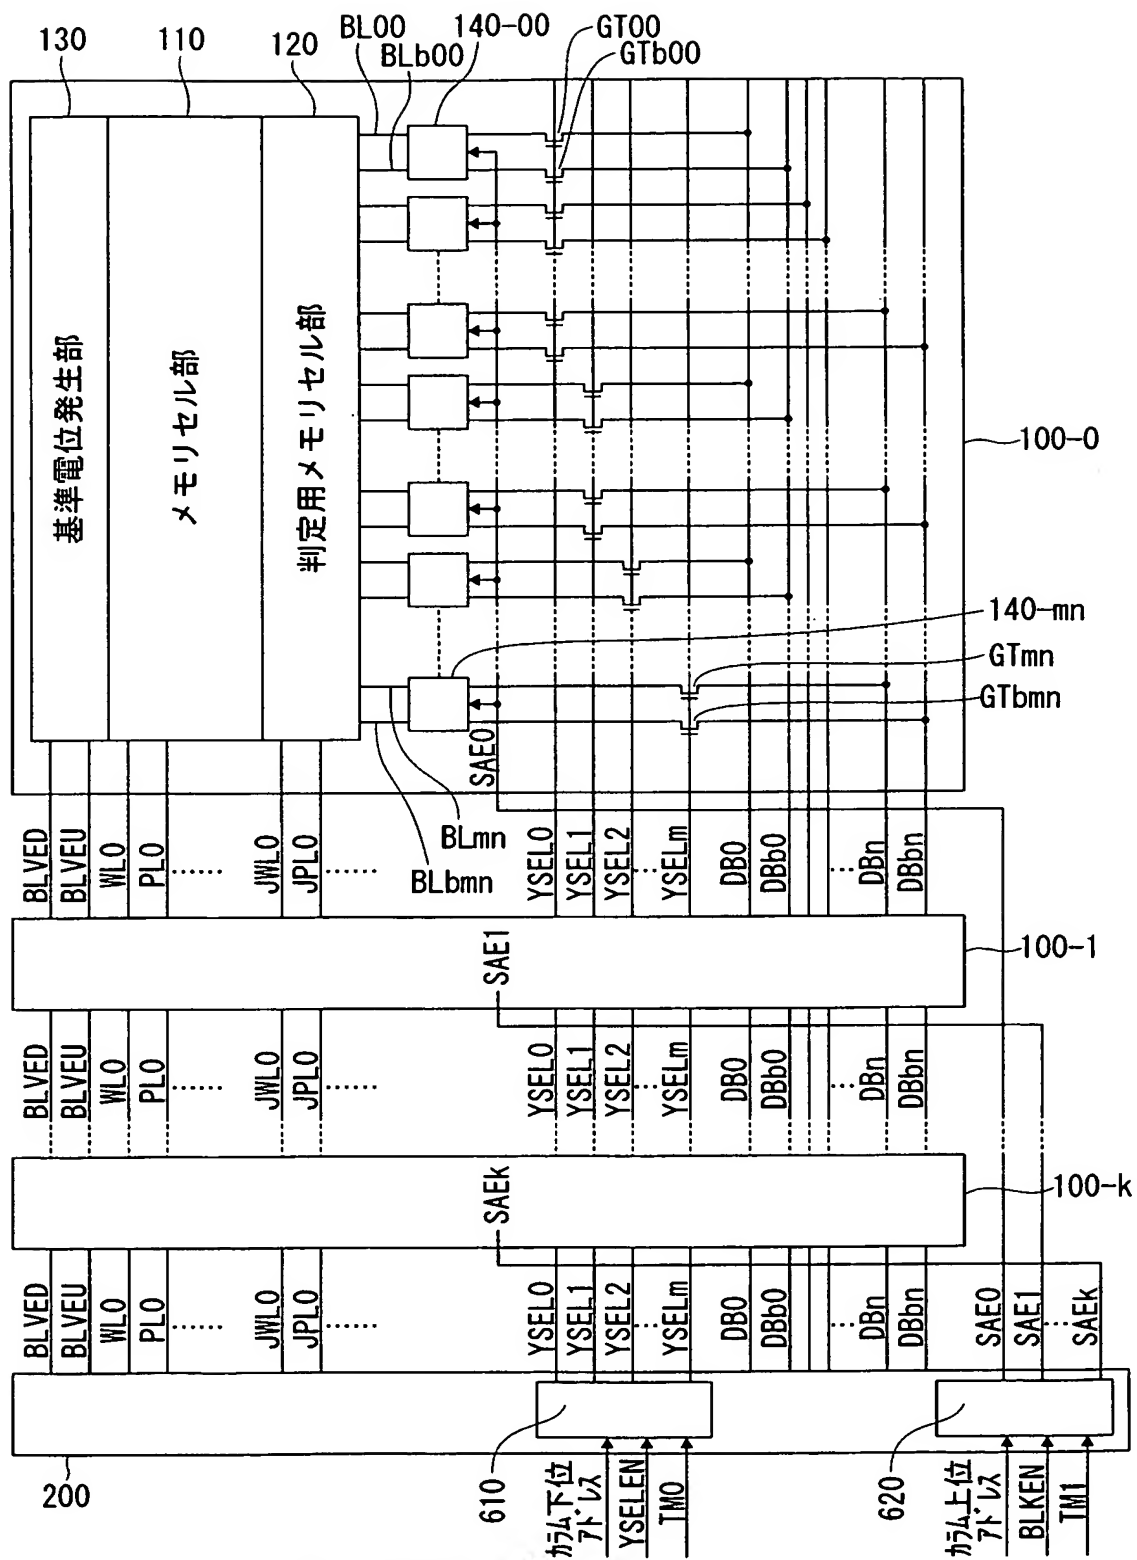 130
110
120
BL00
BLb00
140-00
GT00
GTb00
基準電位発生部
メモリセル部
判定用メモリセル部
100-0
140-mn
GTmn
GTbmn
SAE0
BLmn
BLbmn
BLVED
BLVEU
WL0
PL0
......
JWL0
JPL0
......
YSEL0
YSEL1
YSEL2
...
YSELm
DB0
DBb0
...
DBn
DBbn
SAE1
100-1
BLVED
BLVEU
WL0
PL0
......
JWL0
JPL0
......
YSEL0
YSEL1
YSEL2
...
YSELm
DB0
DBb0
...
DBn
DBbn
SAEk
100-k
BLVED
BLVEU
WL0
PL0
......
JWL0
JPL0
......
YSEL0
YSEL1
YSEL2
...
YSELm
DB0
DBb0
...
DBn
DBbn
SAE0
SAE1
...
SAEk
200
610
カラム下位
アドレス
YSELEN
TM0
620
カラム上位
アドレス
BLKEN
TM1